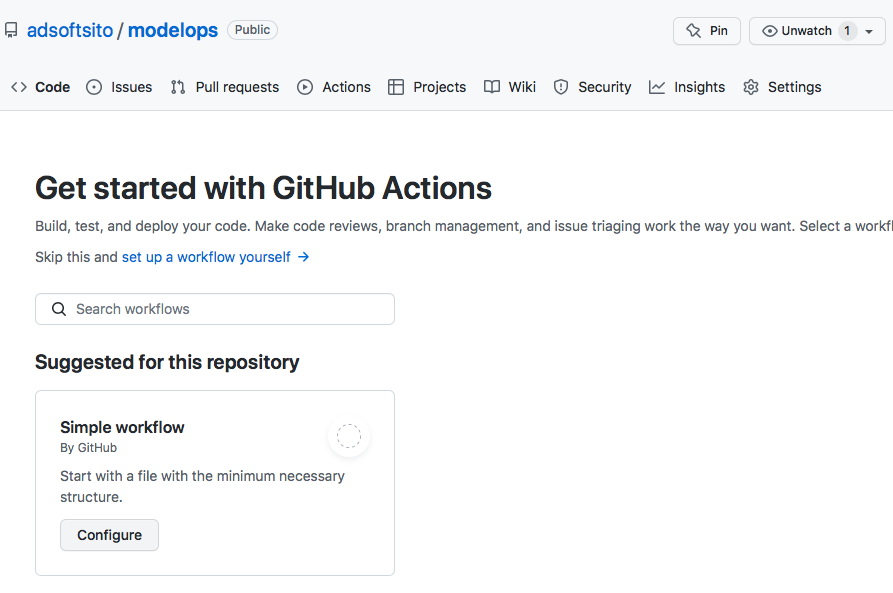 adsoftsito / modelops Public Pin Unwatch 1
Code Issues Pull requests Actions Projects Wiki Security Insights Settings
Get started with GitHub Actions
Build, test, and deploy your code. Make code reviews, branch management, and issue triaging work the way you want. Select a workfl
Skip this and set up a workflow yourself →
Search workflows
Suggested for this repository
Simple workflow
By GitHub
Start with a file with the minimum necessary
structure.
Configure